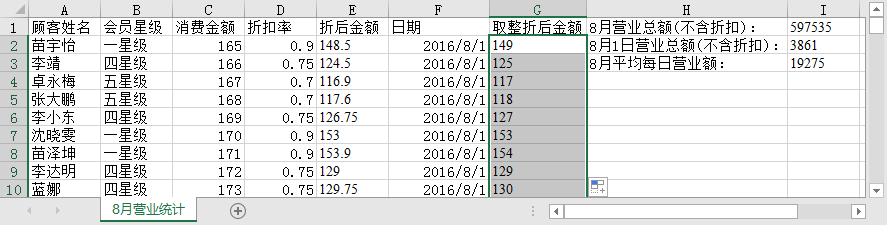 A B C D E F G H I
1 顾客姓名 会员星级 消费金额 折扣率 折后金额 日期 取整折后金额 8月营业总额(不含折扣): 597535
2 苗宇怡 一星级 165 0.9 148.5 2016/8/1 149 8月1日营业总额(不含折扣): 3861
3 李靖 四星级 166 0.75 124.5 2016/8/1 125 8月平均每日营业额: 19275
4 卓永梅 五星级 167 0.7 116.9 2016/8/1 117
5 张大鹏 五星级 168 0.7 117.6 2016/8/1 118
6 李小东 四星级 169 0.75 126.75 2016/8/1 127
7 沈晓雯 一星级 170 0.9 153 2016/8/1 153
8 苗泽坤 一星级 171 0.9 153.9 2016/8/1 154
9 李达明 四星级 172 0.75 129 2016/8/1 129
10 蓝娜 四星级 173 0.75 129.75 2016/8/1 130
8月营业统计